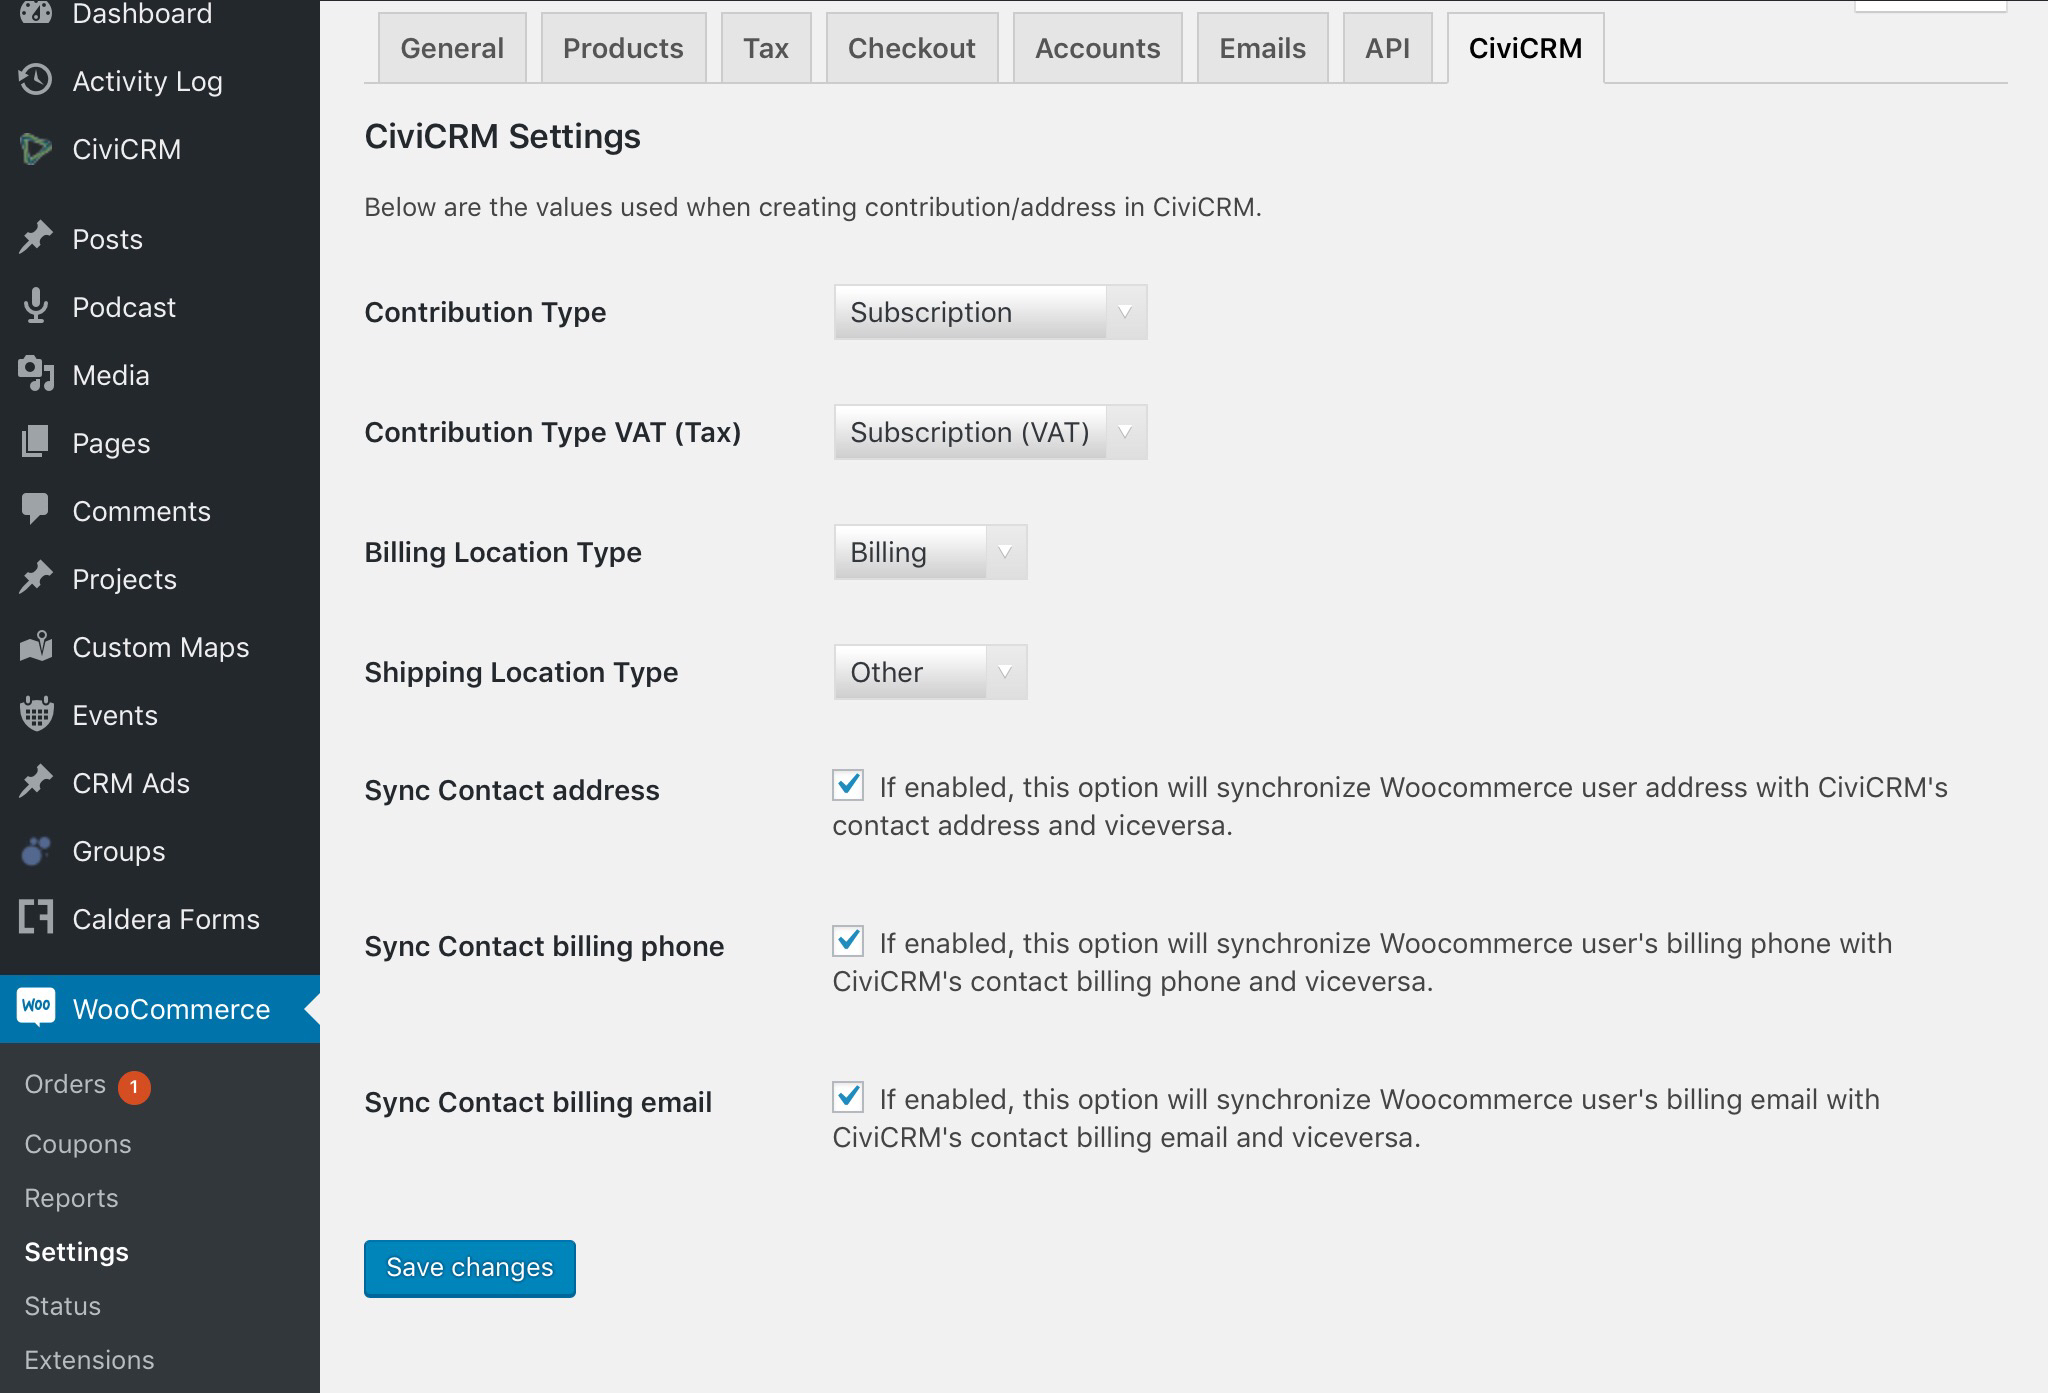 Dashboard
Activity Log
CiviCRM
Posts
Podcast
Media
Pages
Comments
Projects
Custom Maps
Events
CRM Ads
Groups
Caldera Forms
Woo WooCommerce
Orders 1
Coupons
Reports
Settings
Status
Extensions
General Products Tax Checkout Accounts Emails API CiviCRM
CiviCRM Settings
Below are the values used when creating contribution/address in CiviCRM.
Contribution Type Subscription
Contribution Type VAT (Tax) Subscription (VAT)
Billing Location Type Billing
Shipping Location Type Other
Sync Contact address If enabled, this option will synchronize Woocommerce user address with CiviCRM's
contact address and viceversa.
Sync Contact billing phone If enabled, this option will synchronize Woocommerce user's billing phone with
CiviCRM's contact billing phone and viceversa.
Sync Contact billing email If enabled, this option will synchronize Woocommerce user's billing email with
CiviCRM's contact billing email and viceversa.
Save changes